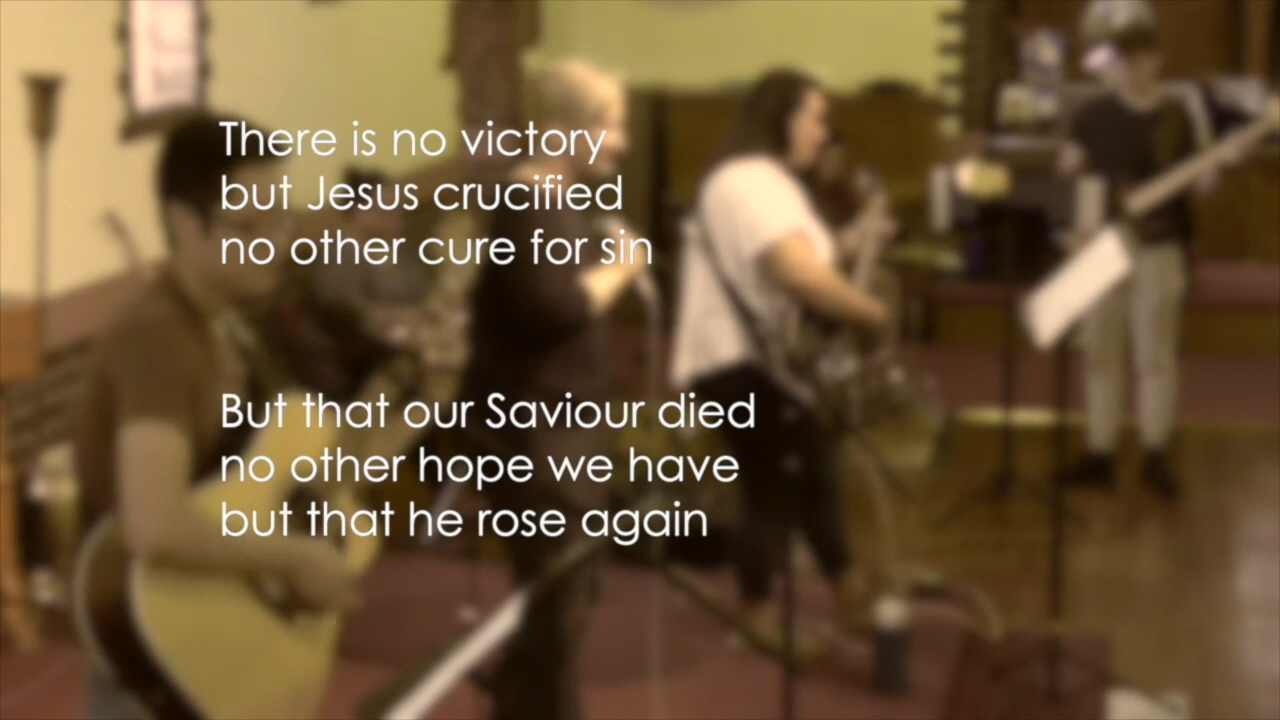 There is no victory
but Jesus crucified
no other cure for sin
But that our Saviour died
no other hope we have
but that he rose again